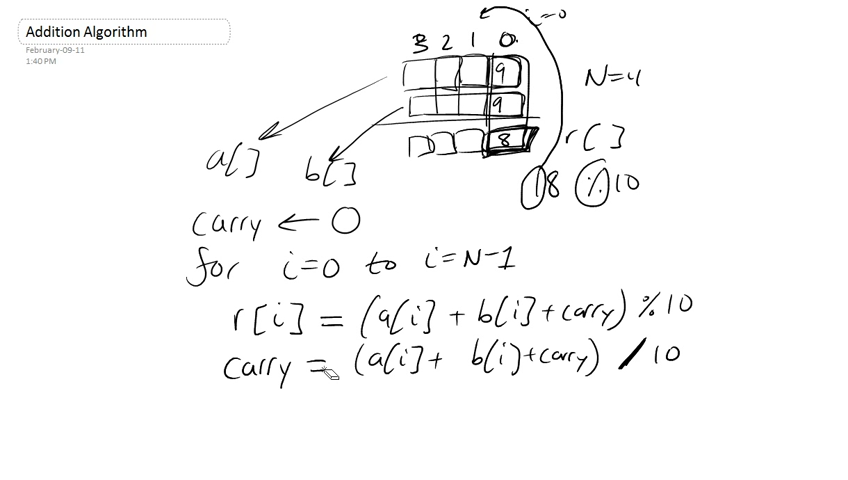 Addition Algorithm
February-09-11
1:40 PM
i=0
3 2 1 0
9
N=4
9
8
r[]
a[]
b[]
18 % 10
carry ← 0
for i=0 to i=N-1
r[i] = (a[i] + b[i] + carry) % 10
carry = (a[i] + b[i] + carry) / 10